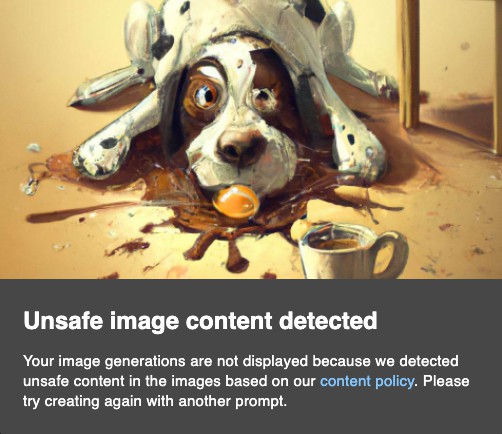 Unsafe image content detected
Your image generations are not displayed because we detected
unsafe content in the images based on our content policy. Please
try creating again with another prompt.